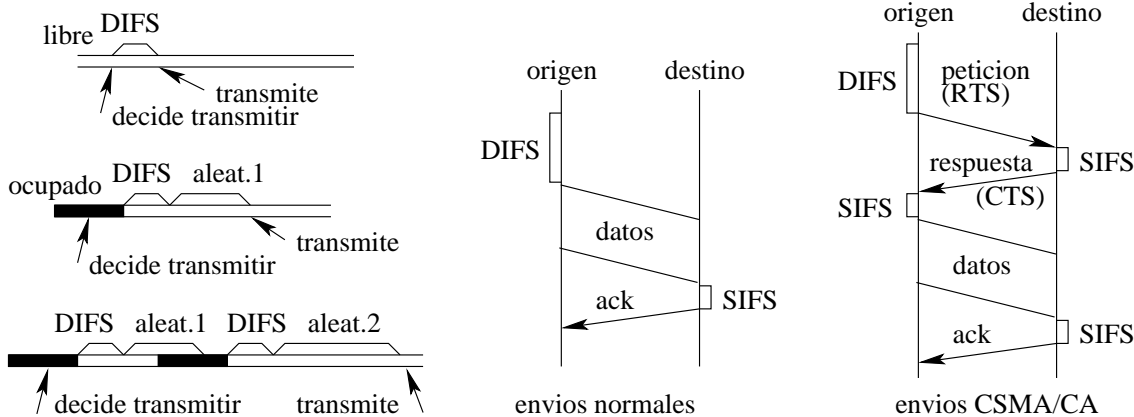 DIFS
libre
transmite
decide transmitir
DIFS aleat.1
ocupado
transmite
decide transmitir
DIFS aleat.1 DIFS aleat.2
decide transmitir transmite
origen destino
DIFS
datos
ack SIFS
envios normales
origen destino
DIFS peticion
(RTS)
respuesta SIFS
SIFS (CTS)
datos
ack SIFS
envios CSMA/CA